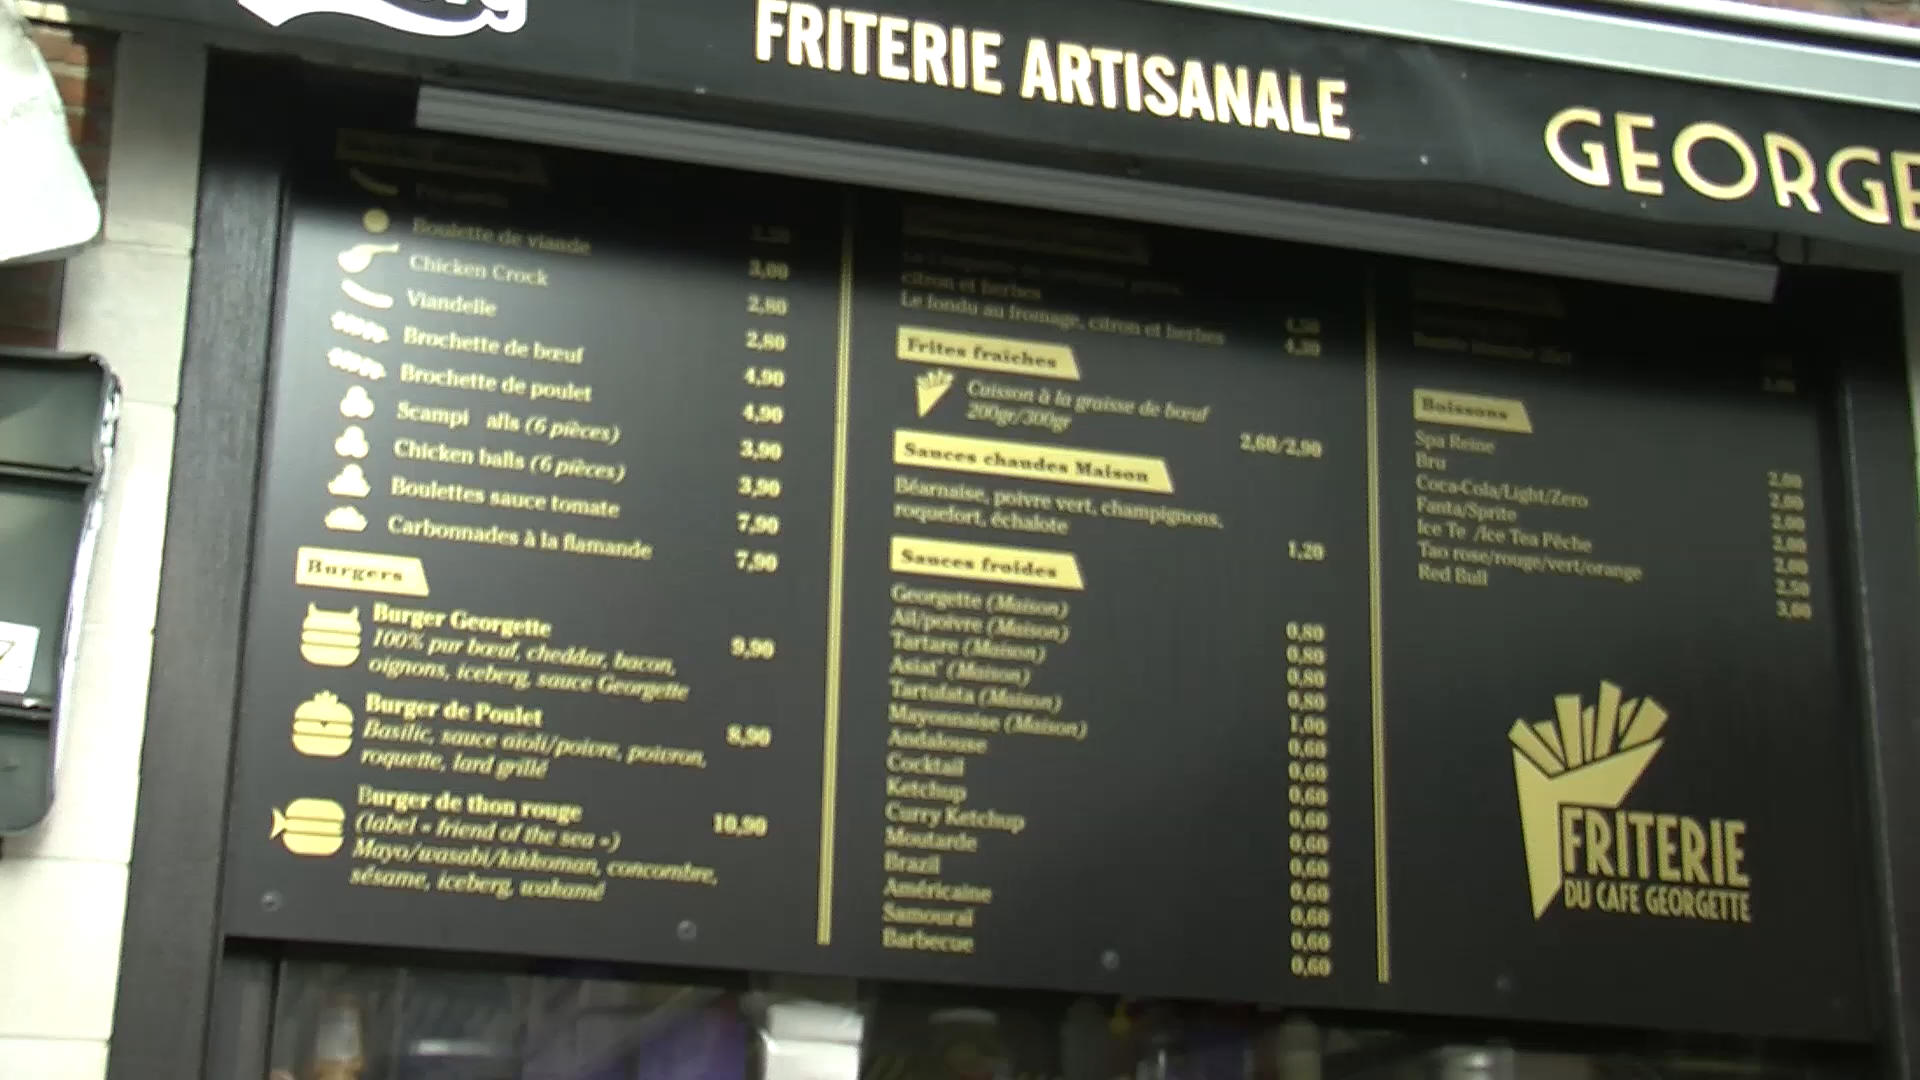 FRITERIE ARTISANALE
GEORGE
Boulette de viande
Chicken Crock 3,00
Viandelle 2,80
Brochette de bœuf 2,80
Brochette de poulet 4,90
Scampi alls (6 pièces) 4,90
Chicken balls (6 pièces) 3,90
Boulettes sauce tomate 3,90
Carbonnades à la flamande 7,90
7,90
Burgers
Burger Georgette 9,90
100% pur bœuf, cheddar, bacon,
oignons, iceberg, sauce Georgette
Burger de Poulet 8,90
Basilic, sauce aioli/poivre, poivron,
roquette, lard grillé
Burger de thon rouge 10,90
(label « friend of the sea »)
Mayo/wasabi/kikkoman, concombre,
sésame, iceberg, wakamé
citron et herbes
Le fondu au fromage, citron et herbes
Frites fraîches
Cuisson à la graisse de bœuf
200gr/300gr 2,60/2,90
Sauces chaudes Maison
Béarnaise, poivre vert, champignons,
roquefort, échalote 1,20
Sauces froides
Georgette (Maison) 0,80
Ail/poivre (Maison) 0,80
Tartare (Maison) 0,80
Asiat' (Maison) 0,80
Tartufata (Maison) 1,00
Mayonnaise (Maison) 0,60
Andalouse 0,60
Cocktail 0,60
Ketchup 0,60
Curry Ketchup 0,60
Moutarde 0,60
Brazil 0,60
Américaine 0,60
Samouraï 0,60
Barbecue 0,60
Boissons
Spa Reine 2,00
Bru 2,00
Coca-Cola/Light/Zero 2,00
Fanta/Sprite 2,00
Ice Te /Ice Tea Pêche 2,00
Tao rose/rouge/vert/orange 2,50
Red Bull 3,00
FRITERIE
DU CAFE GEORGETTE